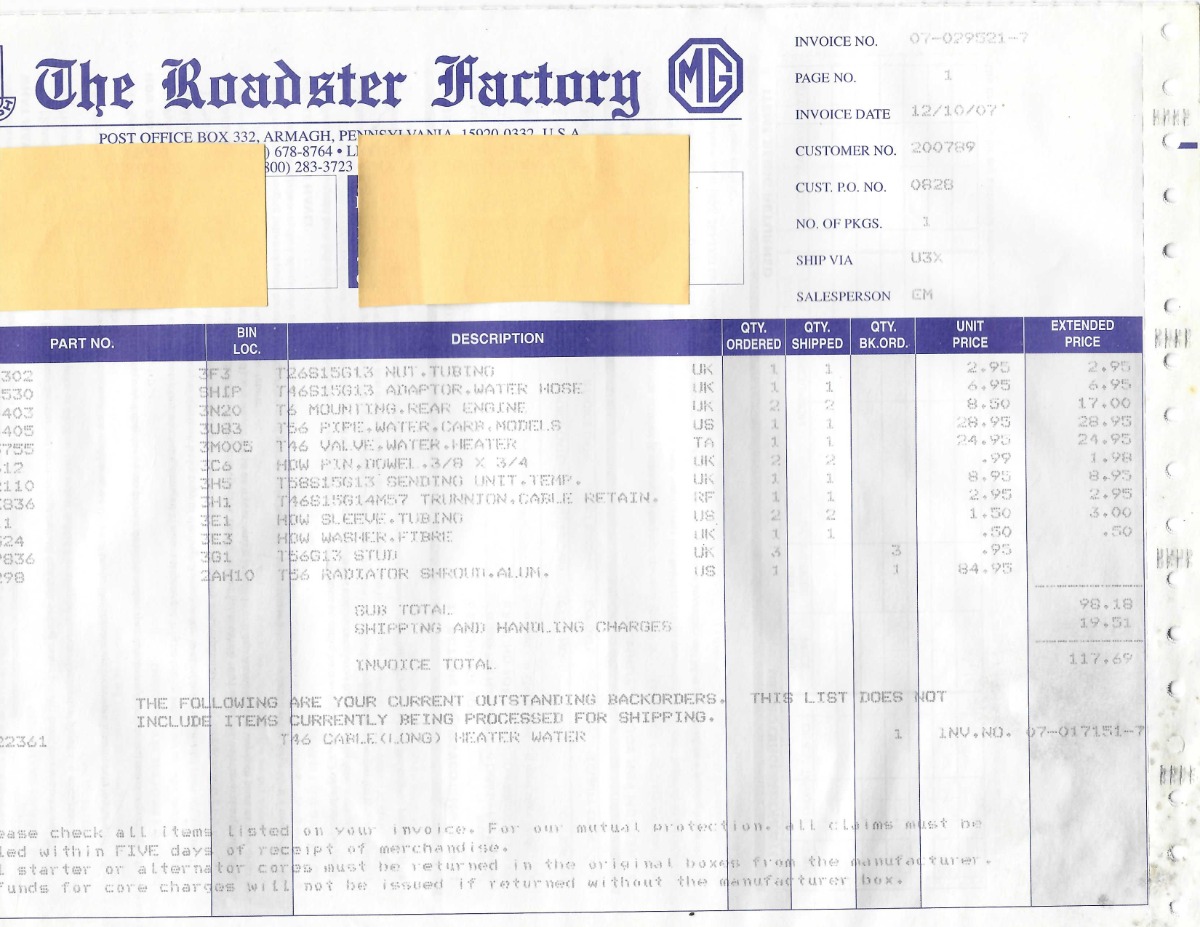 The Roadster Factory MG
POST OFFICE BOX 332, ARMAGH, PENNSYLVANIA 15920-0332 U.S.A.
) 678-8764 •
800) 283-3723
INVOICE NO. 07-029521-7
PAGE NO. 1
INVOICE DATE 12/10/07
CUSTOMER NO. 200789
CUST. P.O. NO. 0828
NO. OF PKGS. 1
SHIP VIA U3X
SALESPERSON EM
PART NO. BIN LOC. DESCRIPTION QTY. ORDERED QTY. SHIPPED QTY. BK.ORD. UNIT PRICE EXTENDED PRICE
302 3F3 T26S15G13 NUT.TUBING UK 1 1 2.95 2.95
530 SHIP T46S15G13 ADAPTOR.WATER HOSE UK 1 1 6.95 6.95
403 3N20 T6 MOUNTING.REAR ENGINE UK 2 2 8.50 17.00
405 3U83 T56 PIPE.WATER.CARB.MODELS US 1 1 28.95 28.95
755 3M005 T46 VALVE.WATER.HEATER TA 1 1 24.95 24.95
12 3C6 HDW PIN.DOWEL.3/8 X 3/4 UK 2 2 .99 1.98
2110 3H5 T58S15G13 SENDING UNIT.TEMP. UK 1 1 8.95 8.95
836 3H1 T46S15G14M57 TRUNNION.CABLE RETAIN. RF 1 1 2.95 2.95
1 3E1 HDW SLEEVE.TUBING US 2 2 1.50 3.00
624 3E3 HDW WASHER.FIBRE UK 1 1 .50 .50
836 3G1 T56G13 STUD UK 3 3 .95
298 2AH10 T56 RADIATOR SHROUD.ALUM. US 1 1 84.95
SUB TOTAL 98.18
SHIPPING AND HANDLING CHARGES 19.51
INVOICE TOTAL 117.69
THE FOLLOWING ARE YOUR CURRENT OUTSTANDING BACKORDERS. THIS LIST DOES NOT
INCLUDE ITEMS CURRENTLY BEING PROCESSED FOR SHIPPING.
22361 T46 CABLE(LONG) HEATER WATER 1 INV.NO. 07-017151-7
ease check all items listed on your invoice. For our mutual protection. all claims must be
led within FIVE days of receipt of merchandise.
l starter or alternator cores must be returned in the original boxes from the manufacturer.
funds for core charges will not be issued if returned without the manufacturer box.